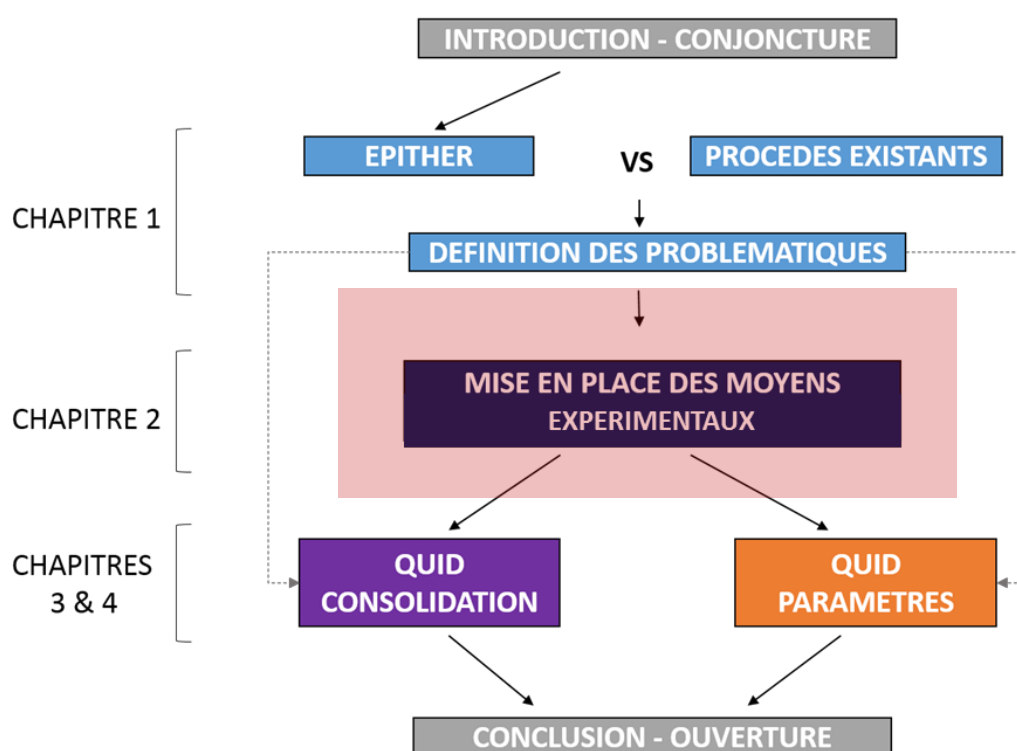 INTRODUCTION - CONJONCTURE
EPITHER
VS
PROCEDES EXISTANTS
CHAPITRE 1
DEFINITION DES PROBLEMATIQUES
CHAPITRE 2
MISE EN PLACE DES MOYENS
EXPERIMENTAUX
CHAPITRES
3 & 4
QUID
CONSOLIDATION
QUID
PARAMETRES
CONCLUSION - OUVERTURE